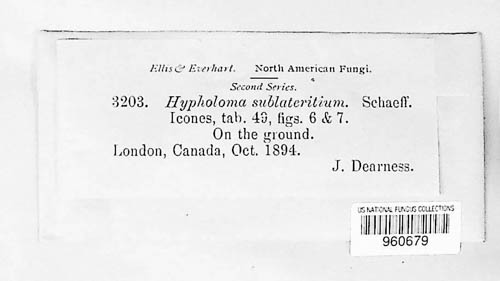 Ellis & Everhart. North American Fungi.
Second Series.
3203. Hypholoma sublateritium. Schaeff.
Icones, tab. 49, figs. 6 & 7.
On the ground.
London, Canada, Oct. 1894.
J. Dearness.
US NATIONAL FUNGUS COLLECTIONS
960679